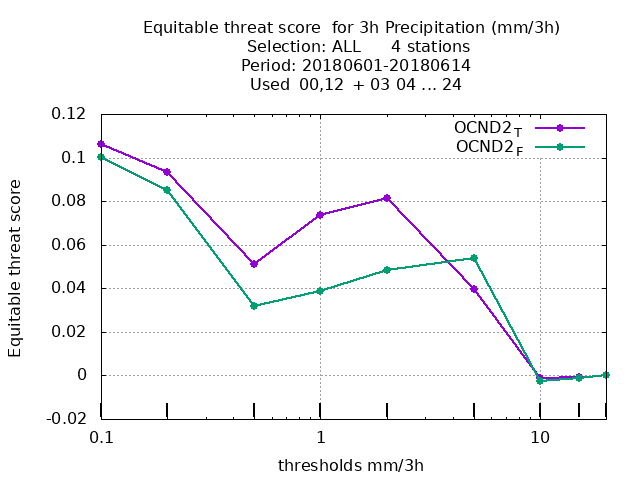 Equitable threat score  for 3h Precipitation (mm/3h)
Selection: ALL      4 stations
Period: 20180601-20180614
Used  00,12  + 03 04 ... 24
0.12
0.1
0.08
0.06
0.04
0.02
0
-0.02
Equitable threat score
OCND2T
OCND2F
0.1
1
10
thresholds mm/3h